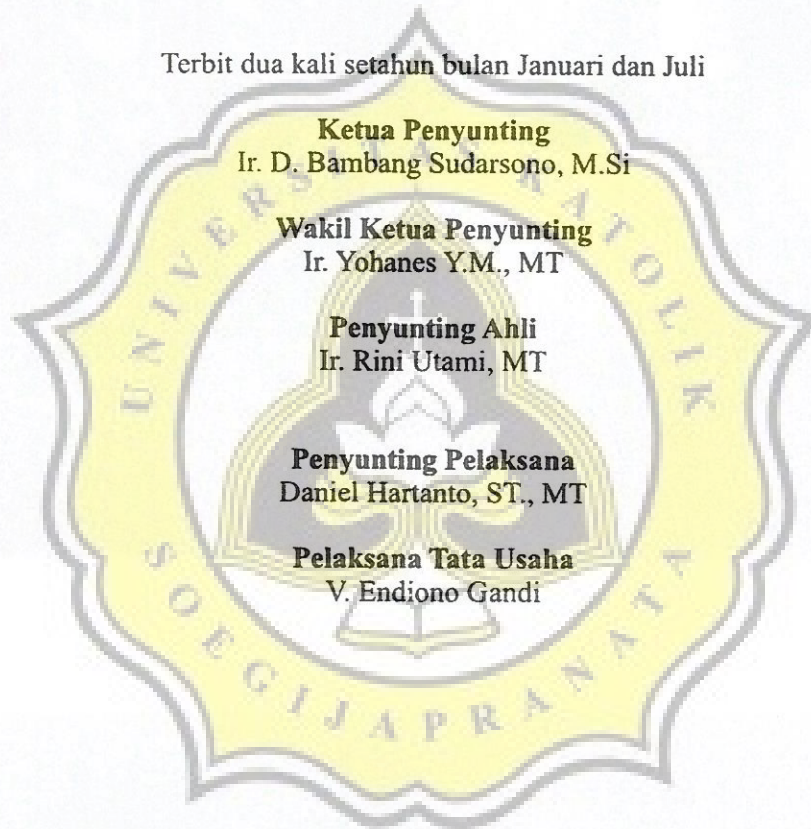 Terbit dua kali setahun bulan Januari dan Juli
Ketua Penyunting
Ir. D. Bambang Sudarsono, M.Si
Wakil Ketua Penyunting
Ir. Yohanes Y.M., MT
Penyunting Ahli
Ir. Rini Utami, MT
Penyunting Pelaksana
Daniel Hartanto, ST., MT
Pelaksana Tata Usaha
V. Endiono Gandi
UNIVERSITAS KATOLIK
SOEGIJAPRANATA